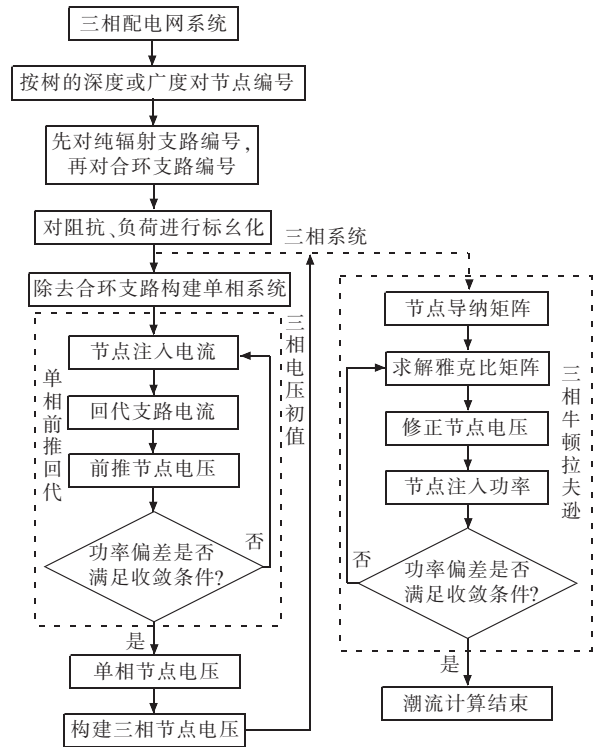 三相配电网系统
按树的深度或广度对节点编号
先对纯辐射支路编号,
再对合环支路编号
对阻抗、负荷进行标幺化
三相系统
除去合环支路构建单相系统
单相前推回代
节点注入电流
回代支路电流
前推节点电压
功率偏差是否
满足收敛条件?
否
是
单相节点电压
构建三相节点电压
三相电压初值
节点导纳矩阵
求解雅克比矩阵
修正节点电压
节点注入功率
功率偏差是否
满足收敛条件?
否
是
潮流计算结束
三相牛顿拉夫逊